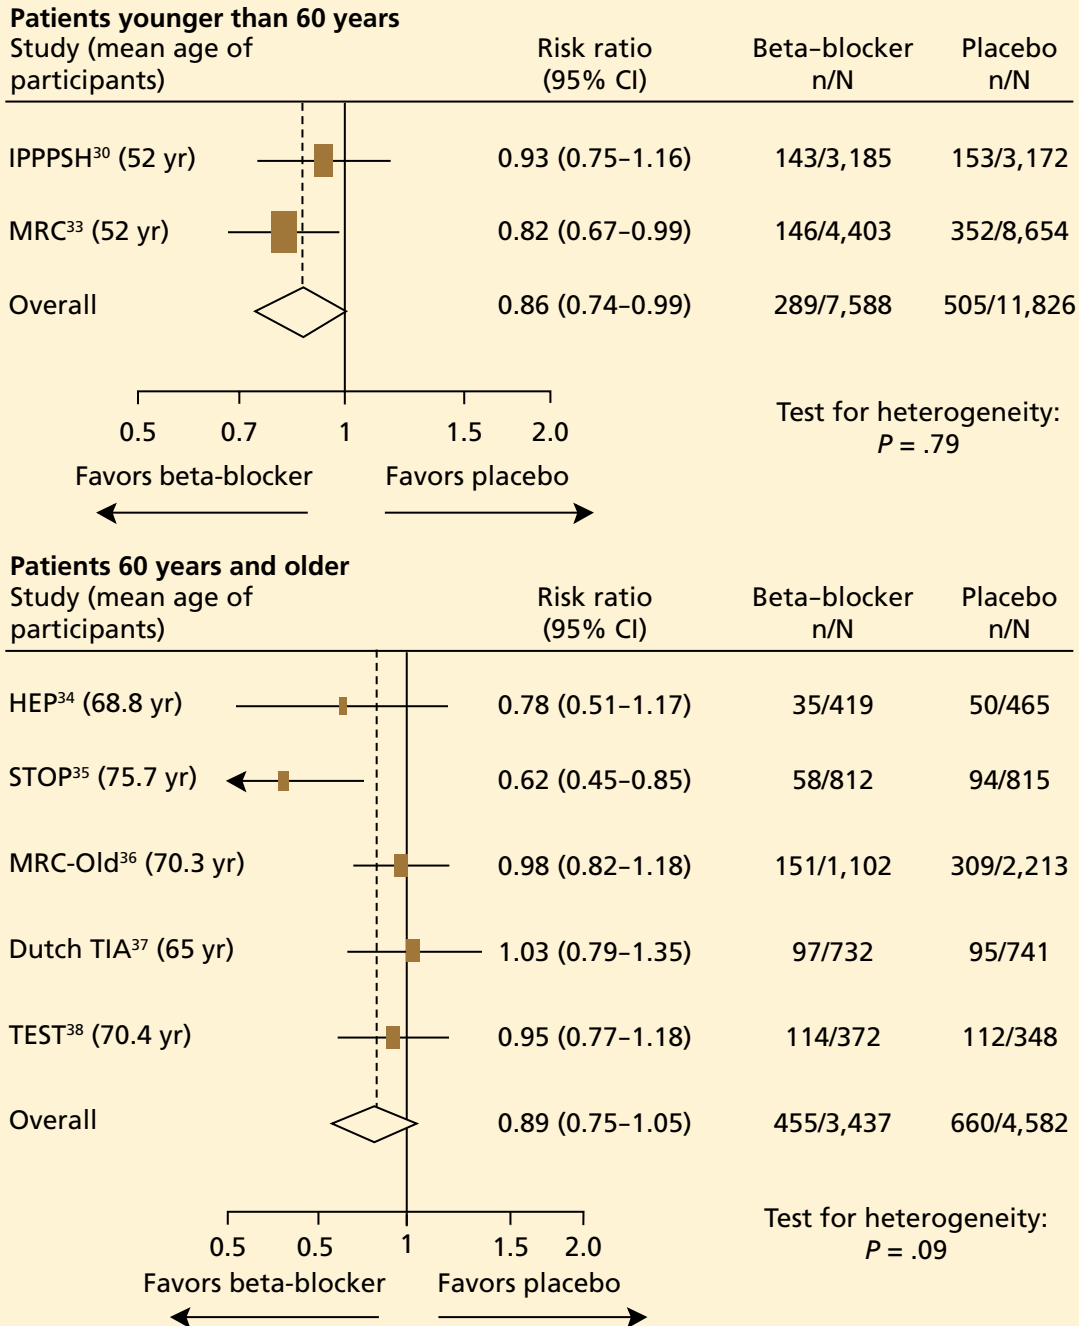 Patients younger than 60 years
Study (mean age of participants) Risk ratio (95% CI) Beta–blocker n/N Placebo n/N
IPPPSH30 (52 yr) 0.93 (0.75–1.16) 143/3,185 153/3,172
MRC33 (52 yr) 0.82 (0.67–0.99) 146/4,403 352/8,654
Overall 0.86 (0.74–0.99) 289/7,588 505/11,826
0.5 0.7 1 1.5 2.0
Favors beta-blocker Favors placebo
Test for heterogeneity:
P = .79
Patients 60 years and older
Study (mean age of participants) Risk ratio (95% CI) Beta–blocker n/N Placebo n/N
HEP34 (68.8 yr) 0.78 (0.51–1.17) 35/419 50/465
STOP35 (75.7 yr) 0.62 (0.45–0.85) 58/812 94/815
MRC-Old36 (70.3 yr) 0.98 (0.82–1.18) 151/1,102 309/2,213
Dutch TIA37 (65 yr) 1.03 (0.79–1.35) 97/732 95/741
TEST38 (70.4 yr) 0.95 (0.77–1.18) 114/372 112/348
Overall 0.89 (0.75–1.05) 455/3,437 660/4,582
0.5 0.5 1 1.5 2.0
Favors beta-blocker Favors placebo
Test for heterogeneity:
P = .09